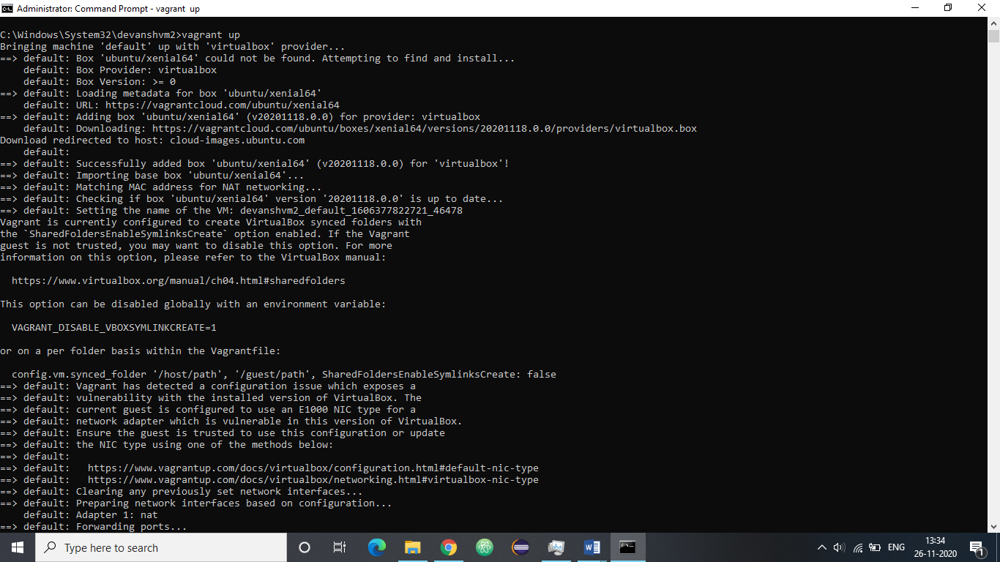 Administrator: Command Prompt - vagrant  up
C:\Windows\System32\devanshvm2>vagrant up
Bringing machine 'default' up with 'virtualbox' provider...
==> default: Box 'ubuntu/xenial64' could not be found. Attempting to find and install...
    default: Box Provider: virtualbox
    default: Box Version: >= 0
==> default: Loading metadata for box 'ubuntu/xenial64'
    default: URL: https://vagrantcloud.com/ubuntu/xenial64
==> default: Adding box 'ubuntu/xenial64' (v20201118.0.0) for provider: virtualbox
    default: Downloading: https://vagrantcloud.com/ubuntu/boxes/xenial64/versions/20201118.0.0/providers/virtualbox.box
Download redirected to host: cloud-images.ubuntu.com
    default:
==> default: Successfully added box 'ubuntu/xenial64' (v20201118.0.0) for 'virtualbox'!
==> default: Importing base box 'ubuntu/xenial64'...
==> default: Matching MAC address for NAT networking...
==> default: Checking if box 'ubuntu/xenial64' version '20201118.0.0' is up to date...
==> default: Setting the name of the VM: devanshvm2_default_1606377822721_46478
Vagrant is currently configured to create VirtualBox synced folders with
the `SharedFoldersEnableSymlinksCreate` option enabled. If the Vagrant
guest is not trusted, you may want to disable this option. For more
information on this option, please refer to the VirtualBox manual:
  https://www.virtualbox.org/manual/ch04.html#sharedfolders
This option can be disabled globally with an environment variable:
  VAGRANT_DISABLE_VBOXSYMLINKCREATE=1
or on a per folder basis within the Vagrantfile:
  config.vm.synced_folder '/host/path', '/guest/path', SharedFoldersEnableSymlinksCreate: false
==> default: Vagrant has detected a configuration issue which exposes a
==> default: vulnerability with the installed version of VirtualBox. The
==> default: current guest is configured to use an E1000 NIC type for a
==> default: network adapter which is vulnerable in this version of VirtualBox.
==> default: Ensure the guest is trusted to use this configuration or update
==> default: the NIC type using one of the methods below:
==> default:
==> default:   https://www.vagrantup.com/docs/virtualbox/configuration.html#default-nic-type
==> default:   https://www.vagrantup.com/docs/virtualbox/networking.html#virtualbox-nic-type
==> default: Clearing any previously set network interfaces...
==> default: Preparing network interfaces based on configuration...
    default: Adapter 1: nat
==> default: Forwarding ports...
Type here to search
ENG
13:34
26-11-2020
1